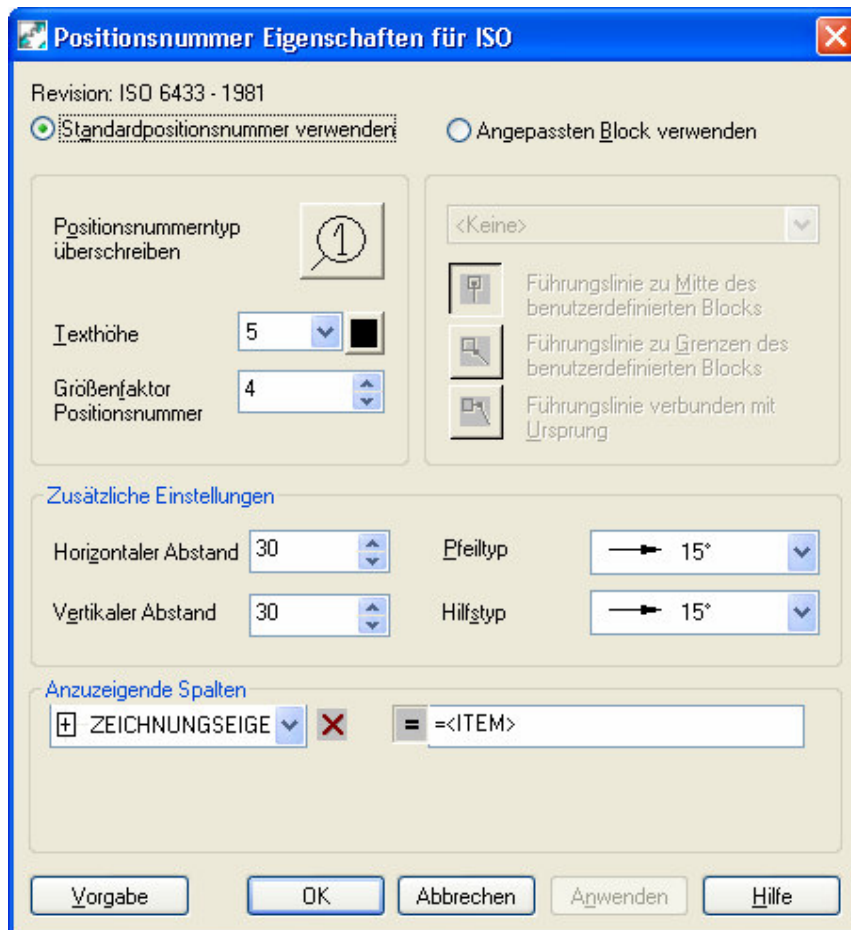 Positionsnummer Eigenschaften für ISO
Revision: ISO 6433 - 1981
Standardpositionsnummer verwenden
Angepassten Block verwenden
Positionsnummerntyp
überschreiben
1
Texthöhe
5
Größenfaktor
Positionsnummer
4
<Keine>
Führungslinie zu Mitte des
benutzerdefinierten Blocks
Führungslinie zu Grenzen des
benutzerdefinierten Blocks
Führungslinie verbunden mit
Ursprung
Zusätzliche Einstellungen
Horizontaler Abstand
30
Pfeiltyp
15°
Vertikaler Abstand
30
Hilfstyp
15°
Anzuzeigende Spalten
ZEICHNUNGSEIGE
=
=<ITEM>
Vorgabe
OK
Abbrechen
Anwenden
Hilfe